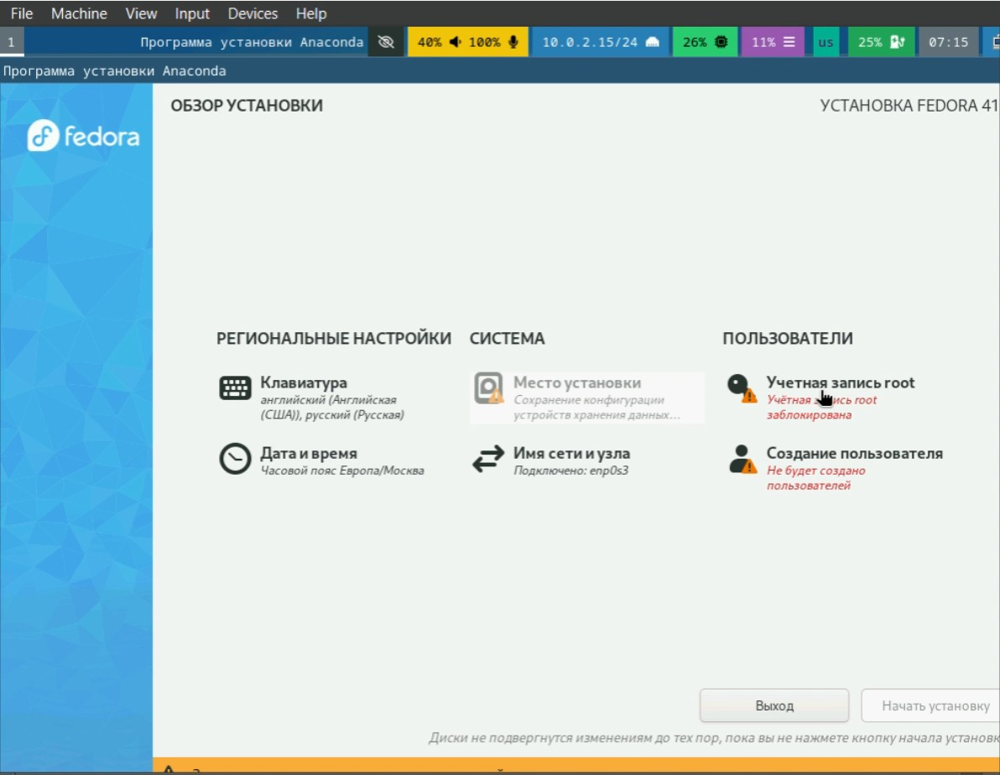 File Machine View Input Devices Help
1 Программа установки Anaconda 40% 100% 10.0.2.15/24 26% 11% us 25% 07:15
Программа установки Anaconda
fedora
ОБЗОР УСТАНОВКИ
УСТАНОВКА FEDORA 41
РЕГИОНАЛЬНЫЕ НАСТРОЙКИ
Клавиатура
английский (Английская
(США)), русский (Русская)
Дата и время
Часовой пояс Европа/Москва
СИСТЕМА
Место установки
Сохранение конфигурации
устройств хранения данных...
Имя сети и узла
Подключено: enp0s3
ПОЛЬЗОВАТЕЛИ
Учетная запись root
Учётная запись root
заблокирована
Создание пользователя
Не будет создано
пользователей
Выход
Начать установку
Диски не подвергнутся изменениям до тех пор, пока вы не нажмете кнопку начала установк